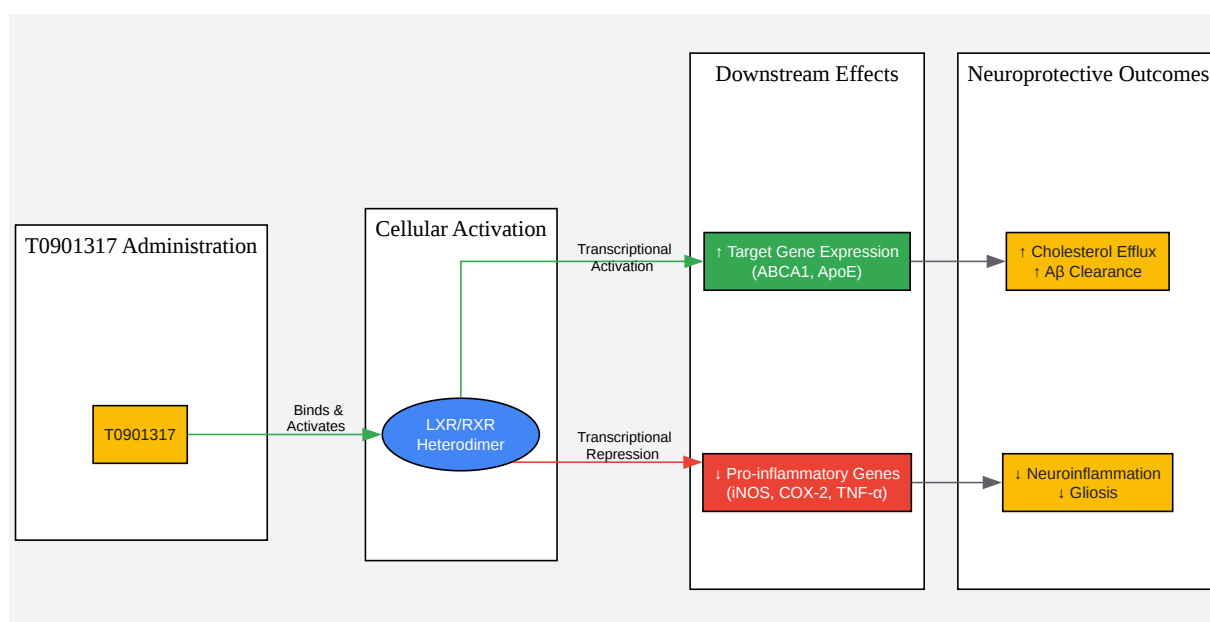 T0901317 Administration
T0901317
Binds &
Activates
Cellular Activation
LXR/RXR
Heterodimer
Transcriptional
Activation
Transcriptional
Repression
Downstream Effects
↑ Target Gene Expression
(ABCA1, ApoE)
↓ Pro-inflammatory Genes
(iNOS, COX-2, TNF-α)
Neuroprotective Outcomes
↑ Cholesterol Efflux
↑ Aβ Clearance
↓ Neuroinflammation
↓ Gliosis